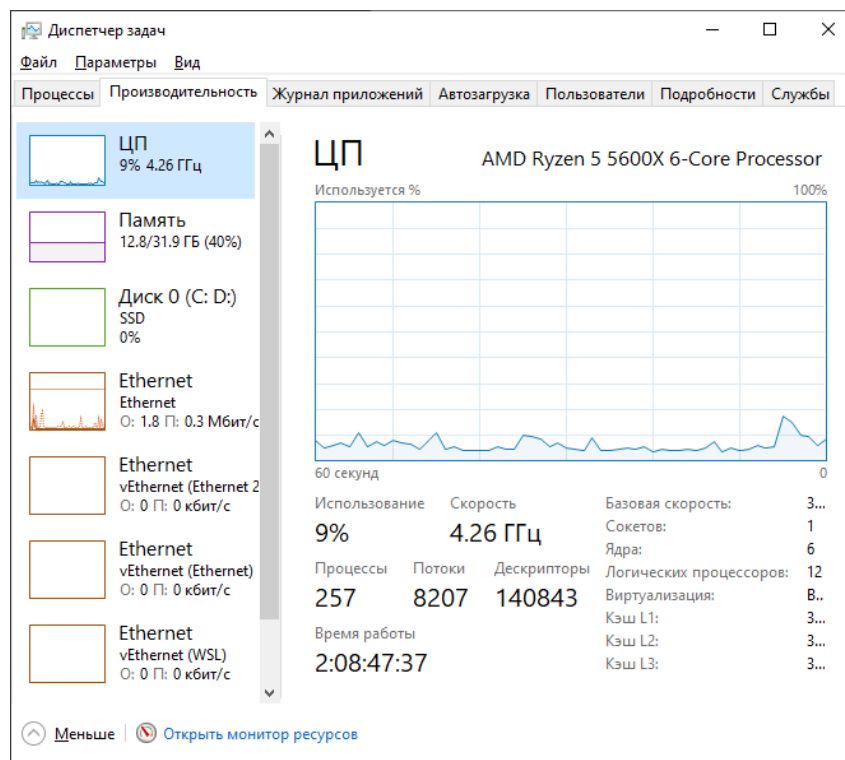 Диспетчер задач
Файл Параметры Вид
Процессы Производительность Журнал приложений Автозагрузка Пользователи Подробности Службы
ЦП
9% 4.26 ГГц
Память
12.8/31.9 ГБ (40%)
Диск 0 (C: D:)
SSD
0%
Ethernet
Ethernet
О: 1.8 П: 0.3 Мбит/с
Ethernet
vEthernet (Ethernet 2
О: 0 П: 0 кбит/с
Ethernet
vEthernet (Ethernet)
О: 0 П: 0 кбит/с
Ethernet
vEthernet (WSL)
О: 0 П: 0 кбит/с
ЦП AMD Ryzen 5 5600X 6-Core Processor
Используется % 100%
60 секунд 0
Использование Скорость
9% 4.26 ГГц
Процессы Потоки Дескрипторы
257 8207 140843
Время работы
2:08:47:37
Базовая скорость: 3...
Сокетов: 1
Ядра: 6
Логических процессоров: 12
Виртуализация: В..
Кэш L1: 3...
Кэш L2: 3...
Кэш L3: 3...
Меньше Открыть монитор ресурсов